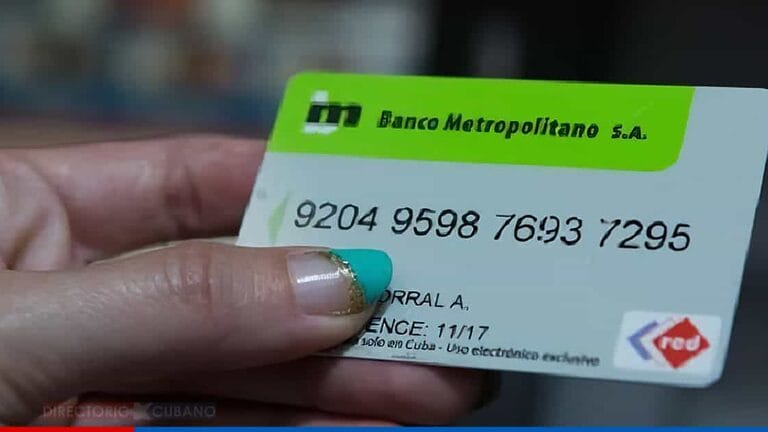 bm Banco Metropolitano S.A.
9204 9598 7693 7295
ORRAL A.
ENCE: 11/17
solo en Cuba - Uso electrónico exclusivo
red
DIRECTORIO CUBANO